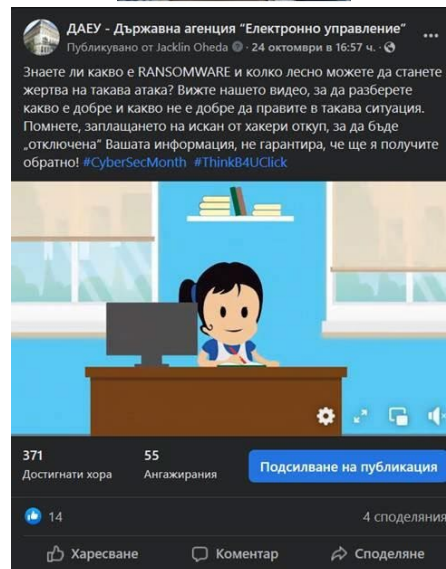 ДАЕУ - Държавна агенция "Електронно управление"
Публикувано от Jacklin Oheda · 24 октомври в 16:57 ч. ·
Знаете ли какво е RANSOMWARE и колко лесно можете да станете
жертва на такава атака? Вижте нашето видео, за да разберете
какво е добре и какво не е добре да правите в такава ситуация.
Помнете, заплащането на искан от хакери откуп, за да бъде
„отключена" Вашата информация, не гарантира, че ще я получите
обратно! #CyberSecMonth #ThinkB4UClick
371 55
Достигнати хора Ангажирания Подсилване на публикация
14 4 споделяния
Харесване Коментар Споделяне